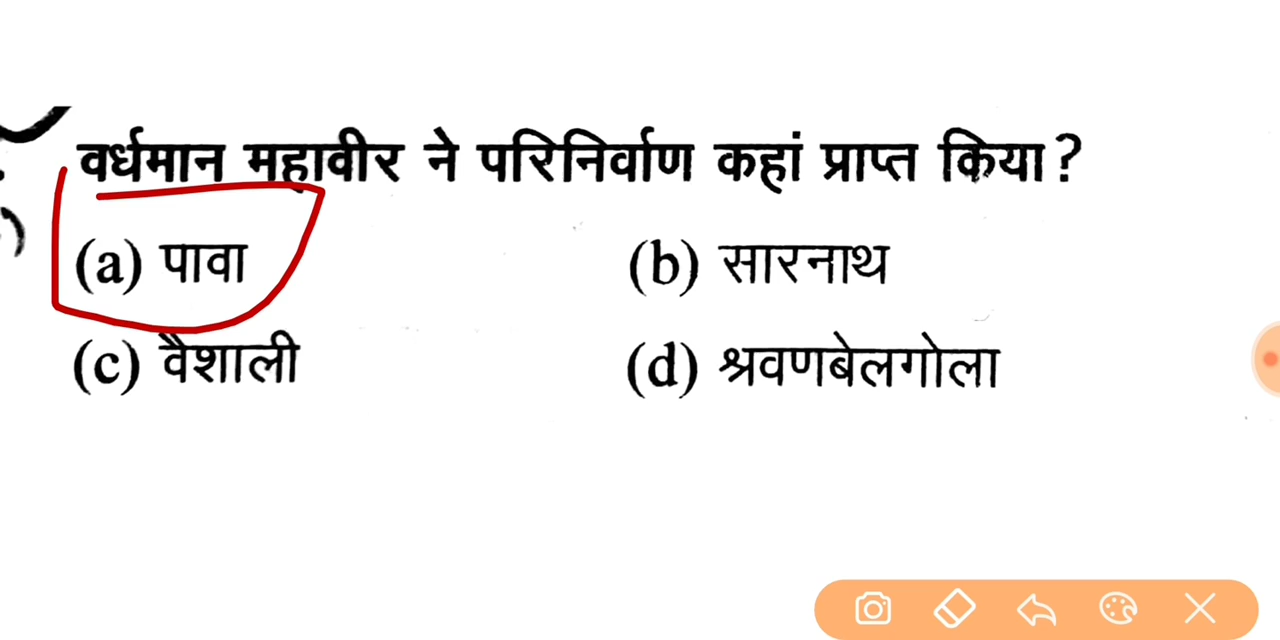 वर्धमान महावीर ने परिनिर्वाण कहां प्राप्त किया?
(a) पावा (b) सारनाथ
(c) वैशाली (d) श्रवणबेलगोला